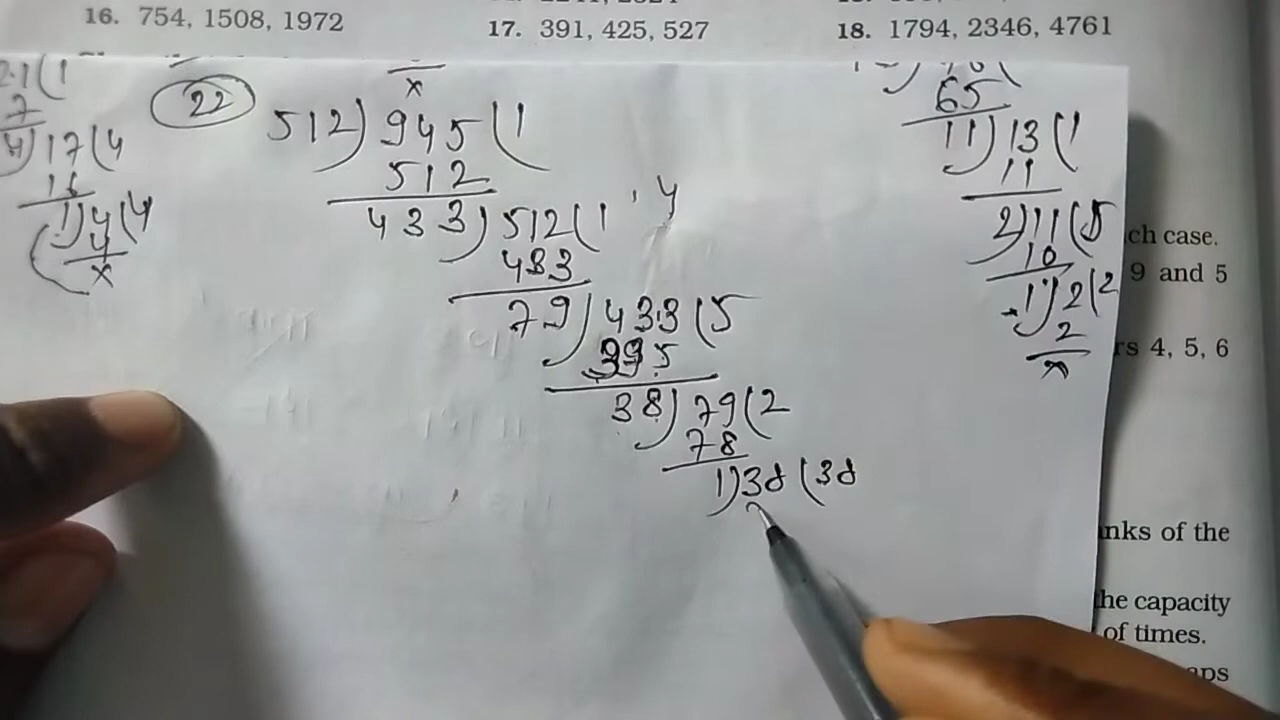 16. 754, 1508, 1972
17. 391, 425, 527
18. 1794, 2346, 4761
22
x
512)945(1
512
433)512(1
433
79)433(5
395
38)79(2
78
1)38(38
(1
7
4)17(4
16
1)4(4
4
x
65
11)13(1
11
2)11(5
10
1)2(2
2
x
ch case.
9 and 5
rs 4, 5, 6
nks of the
he capacity
of times.
aps